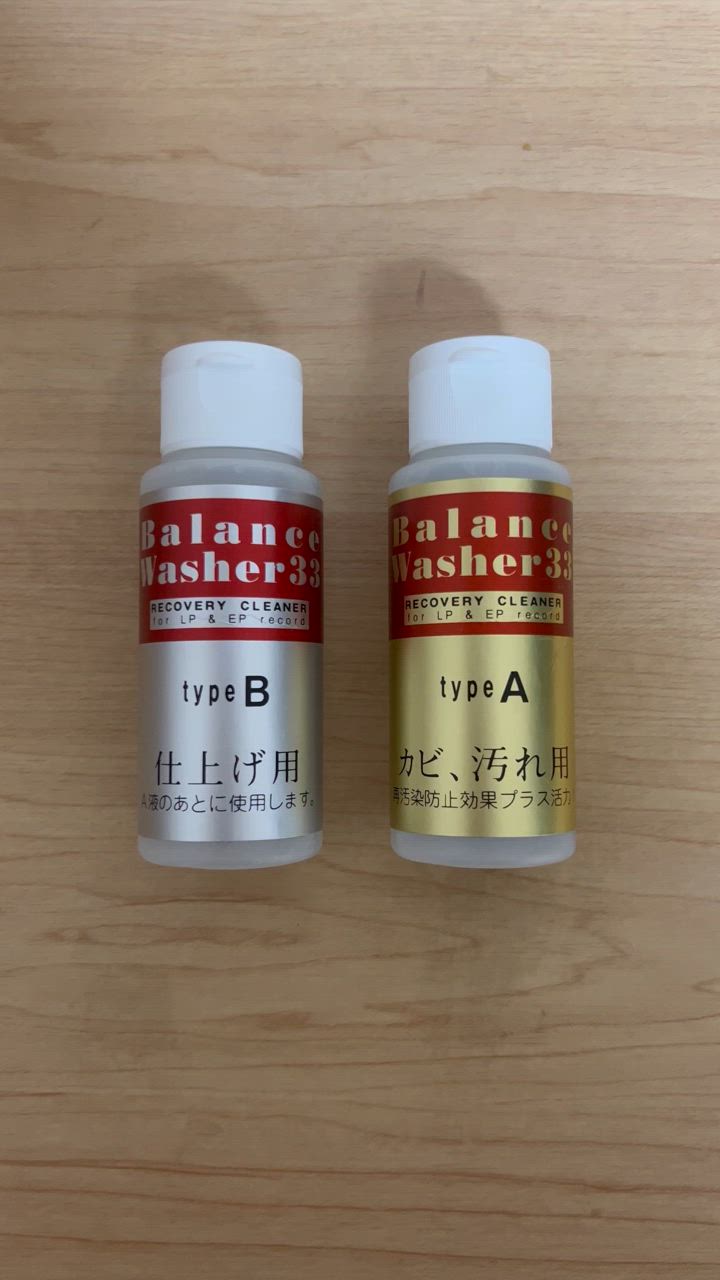 Balance
Washer33
RECOVERY CLEANER
for LP & EP record
type B
仕上げ用
A液のあとに使用します。
Balance
Washer33
RECOVERY CLEANER
for LP & EP record
type A
カビ、汚れ用
再汚染防止効果プラス活力